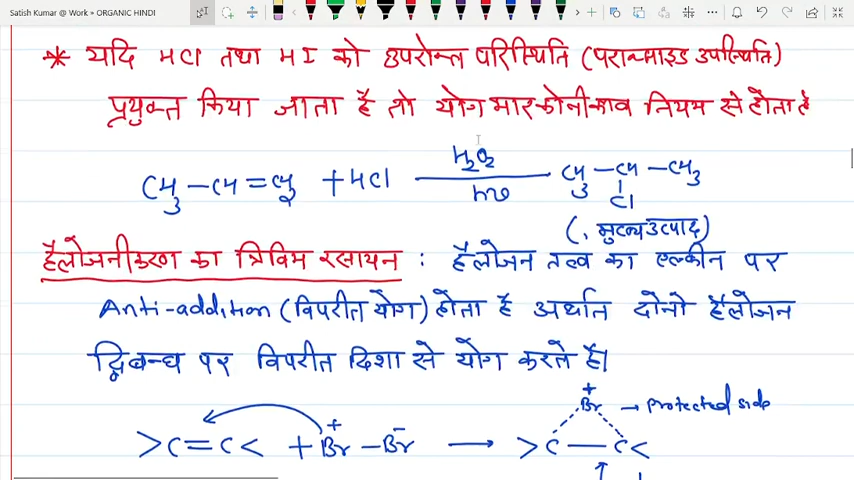 Satish Kumar @ Work » ORGANIC HINDI
* यदि HCl तथा HI को उपरोक्त परिस्थिति (पराक्साइड उपस्थिति)
प्रयुक्त किया जाता है तो योग मारकोनीकाव नियम से होता है
CH3 – CH = CH2 + HCl H2O2 hν CH3 – CH – CH3
Cl
(, मुख्य उत्पाद)
हैलोजनीकरण का त्रिविम रसायन : हैलोजन तत्व का एल्कीन पर
Anti-addition (विपरीत योग) होता है अर्थात दोनो हैलोजन
द्विबन्ध पर विपरीत दिशा से योग करते है।
+Br → Protected side
>C = C< + Br+ – Br– → >C – C<